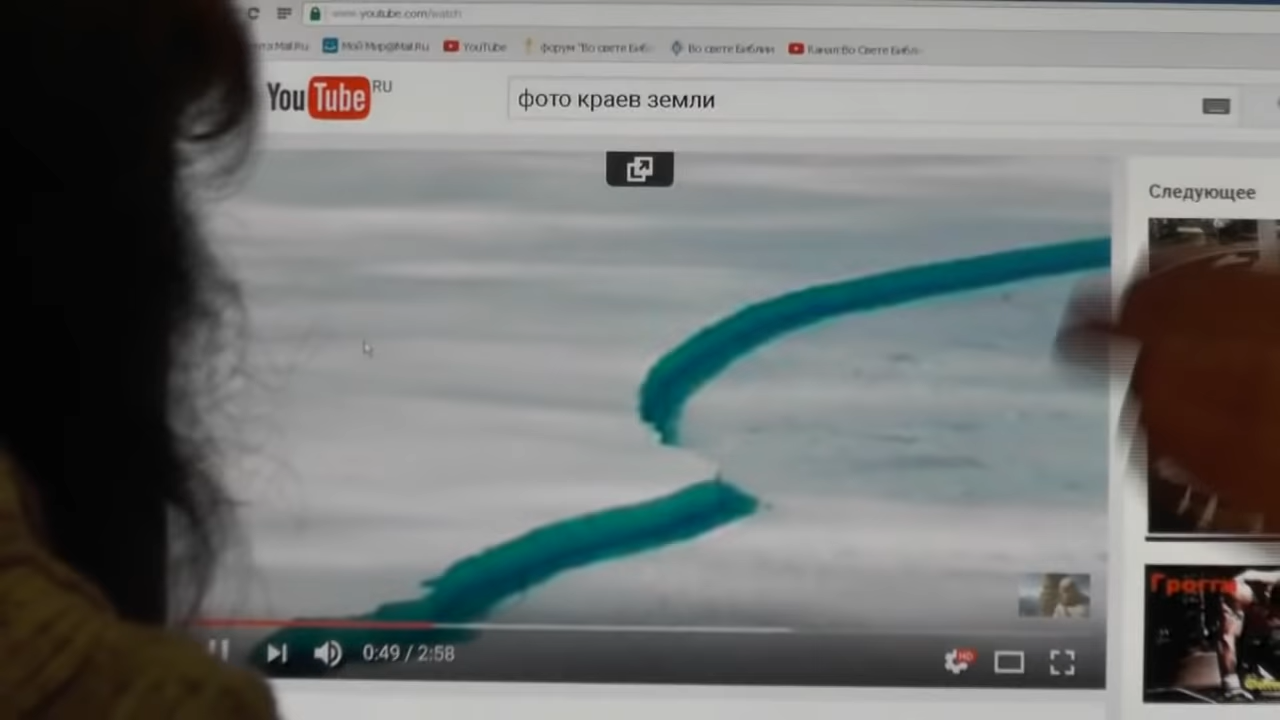 www.youtube.com/watch
Мой Мир@Mail.Ru YouTube форум "Во свете Биб Во свете Библии Канал Во Свете Библ
YouTube RU
фото краев земли
Следующее
0:49 / 2:58
HD